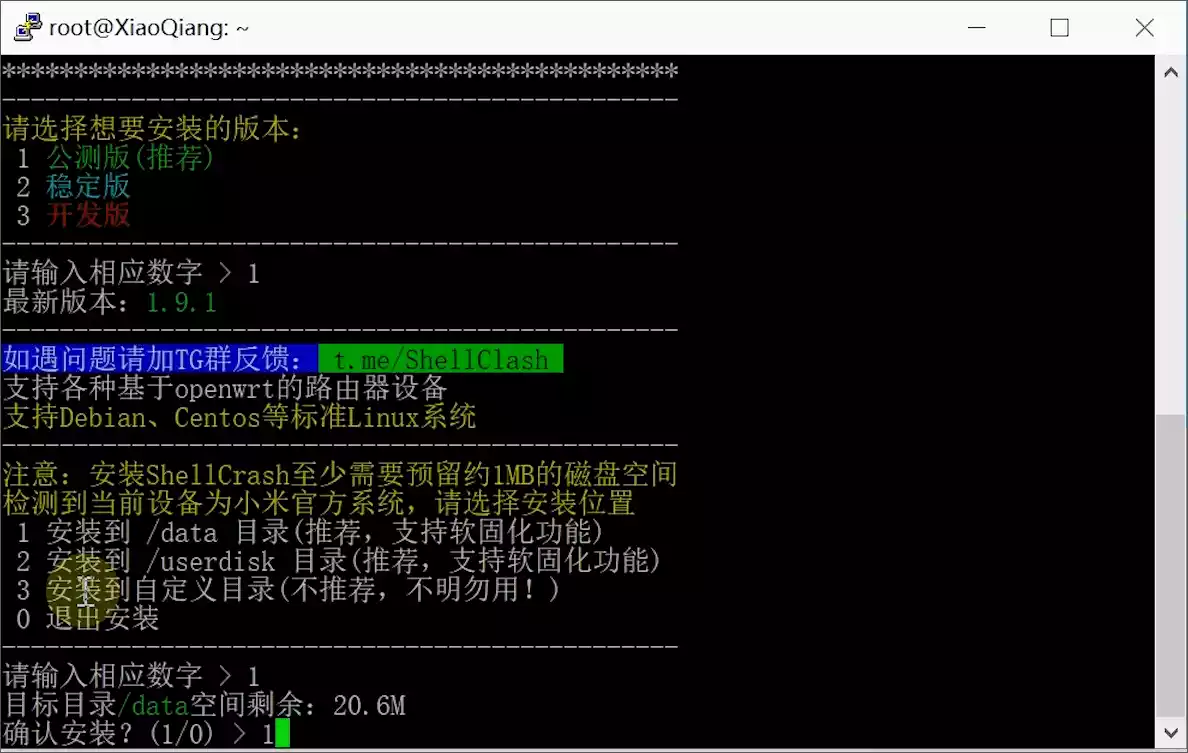 root@XiaoQiang: ~
***********************************************
-----------------------------------------------
请选择想要安装的版本：
1 公测版(推荐)
2 稳定版
3 开发版
-----------------------------------------------
请输入相应数字 > 1
最新版本：1.9.1
-----------------------------------------------
如遇问题请加TG群反馈： t.me/ShellClash
支持各种基于openwrt的路由器设备
支持Debian、Centos等标准Linux系统
-----------------------------------------------
注意：安装ShellCrash至少需要预留约1MB的磁盘空间
检测到当前设备为小米官方系统，请选择安装位置
1 安装到 /data 目录(推荐，支持软固化功能)
2 安装到 /userdisk 目录(推荐，支持软固化功能)
3 安装到自定义目录(不推荐，不明勿用！)
0 退出安装
-----------------------------------------------
请输入相应数字 > 1
目标目录/data空间剩余：20.6M
确认安装？(1/0) > 1